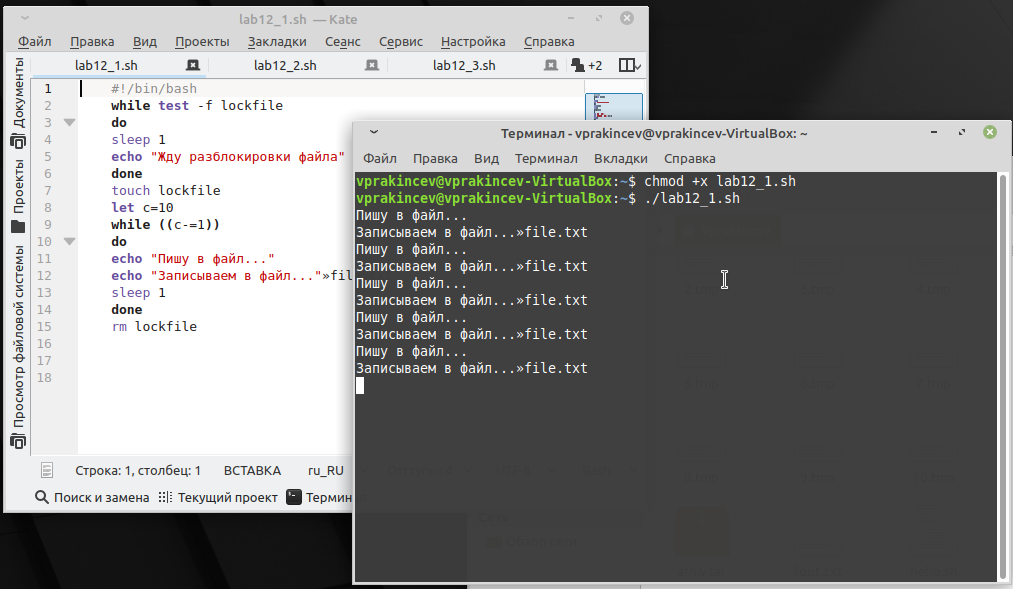 lab12_1.sh — Kate
Файл Правка Вид Проекты Закладки Сеанс Сервис Настройка Справка
lab12_1.sh lab12_2.sh lab12_3.sh +2
Документы
Проекты
Просмотр файловой системы
1 #!/bin/bash
2 while test -f lockfile
3 do
4 sleep 1
5 echo "Жду разблокировки файла"
6 done
7 touch lockfile
8 let c=10
9 while ((c-=1))
10 do
11 echo "Пишу в файл..."
12 echo "Записываем в файл..."»fil
13 sleep 1
14 done
15 rm lockfile
16
17
18
Строка: 1, столбец: 1 ВСТАВКА ru_RU
Поиск и замена Текущий проект Термин
Терминал - vprakincev@vprakincev-VirtualBox: ~
Файл Правка Вид Терминал Вкладки Справка
vprakincev@vprakincev-VirtualBox:~$ chmod +x lab12_1.sh
vprakincev@vprakincev-VirtualBox:~$ ./lab12_1.sh
Пишу в файл...
Записываем в файл...»file.txt
Пишу в файл...
Записываем в файл...»file.txt
Пишу в файл...
Записываем в файл...»file.txt
Пишу в файл...
Записываем в файл...»file.txt
Пишу в файл...
Записываем в файл...»file.txt